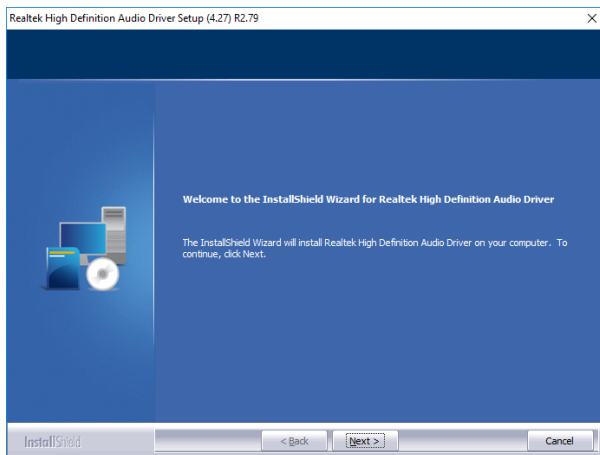 Realtek High Definition Audio Driver Setup (4.27) R2.79
Welcome to the InstallShield Wizard for Realtek High Definition Audio Driver
The InstallShield Wizard will install Realtek High Definition Audio Driver on your computer. To
continue, click Next.
InstallShield
< Back Next > Cancel